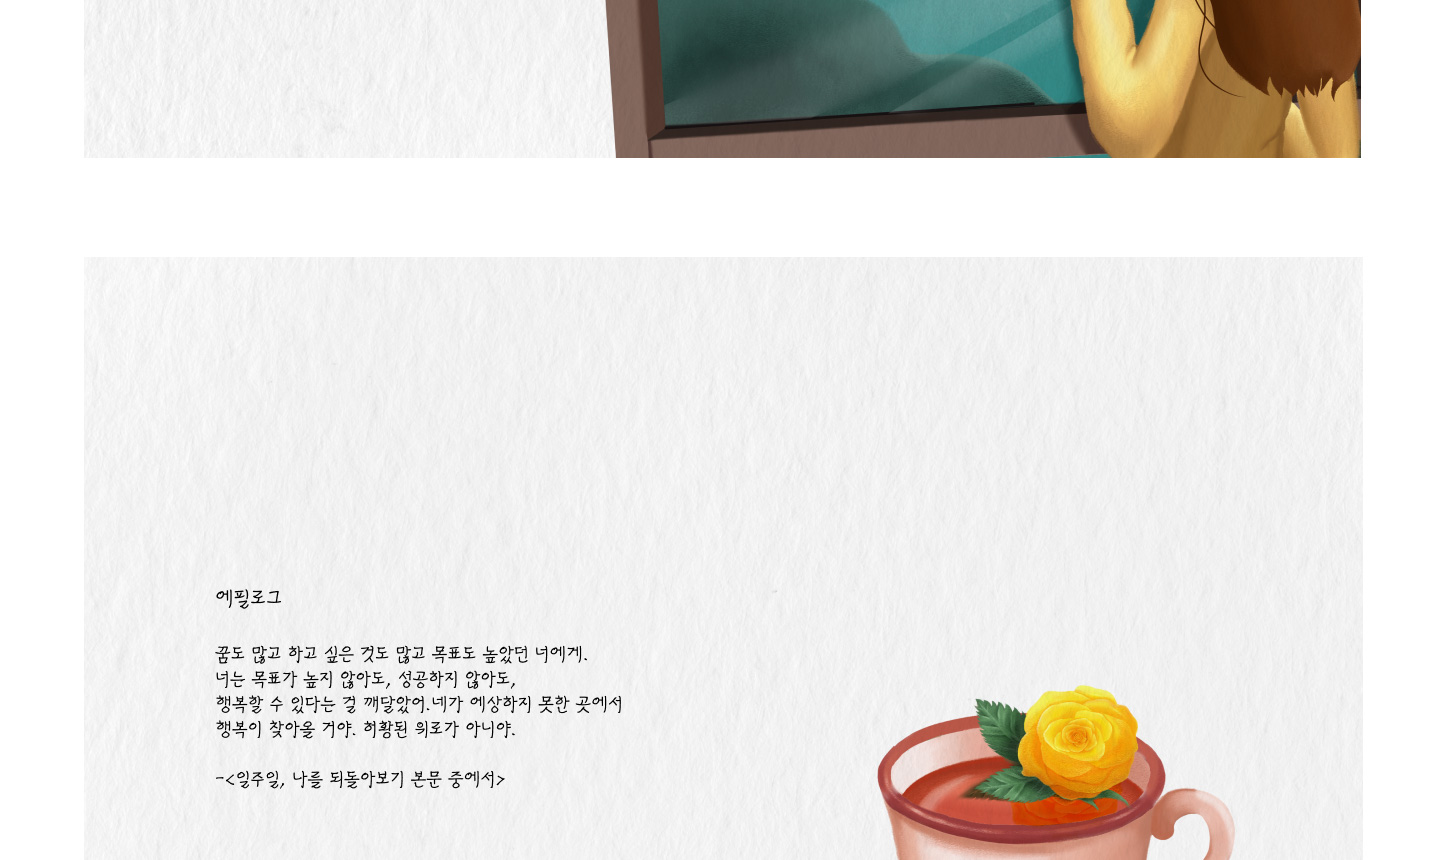 에필로그
꿈도 많고 하고 싶은 것도 많고 목표도 높았던 너에게.
너는 목표가 높지 않아도, 성공하지 않아도,
행복할 수 있다는 걸 깨달았어.네가 예상하지 못한 곳에서
행복이 찾아올 거야. 허황된 위로가 아니야.
-<일주일, 나를 되돌아보기 본문 중에서>